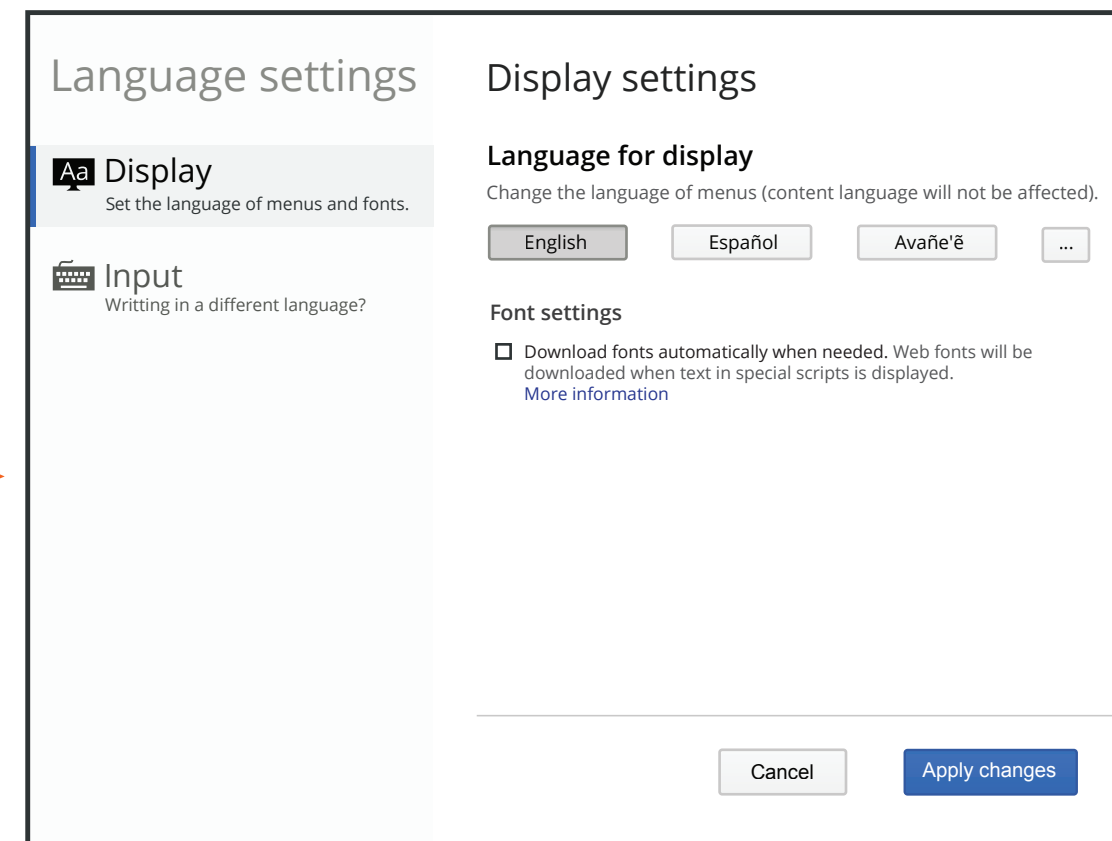 Language settings
Aa Display
Set the language of menus and fonts.
Input
Writting in a different language?
Display settings
Language for display
Change the language of menus (content language will not be affected).
English Español Avañe'ẽ ...
Font settings
Download fonts automatically when needed. Web fonts will be
downloaded when text in special scripts is displayed.
More information
Cancel Apply changes